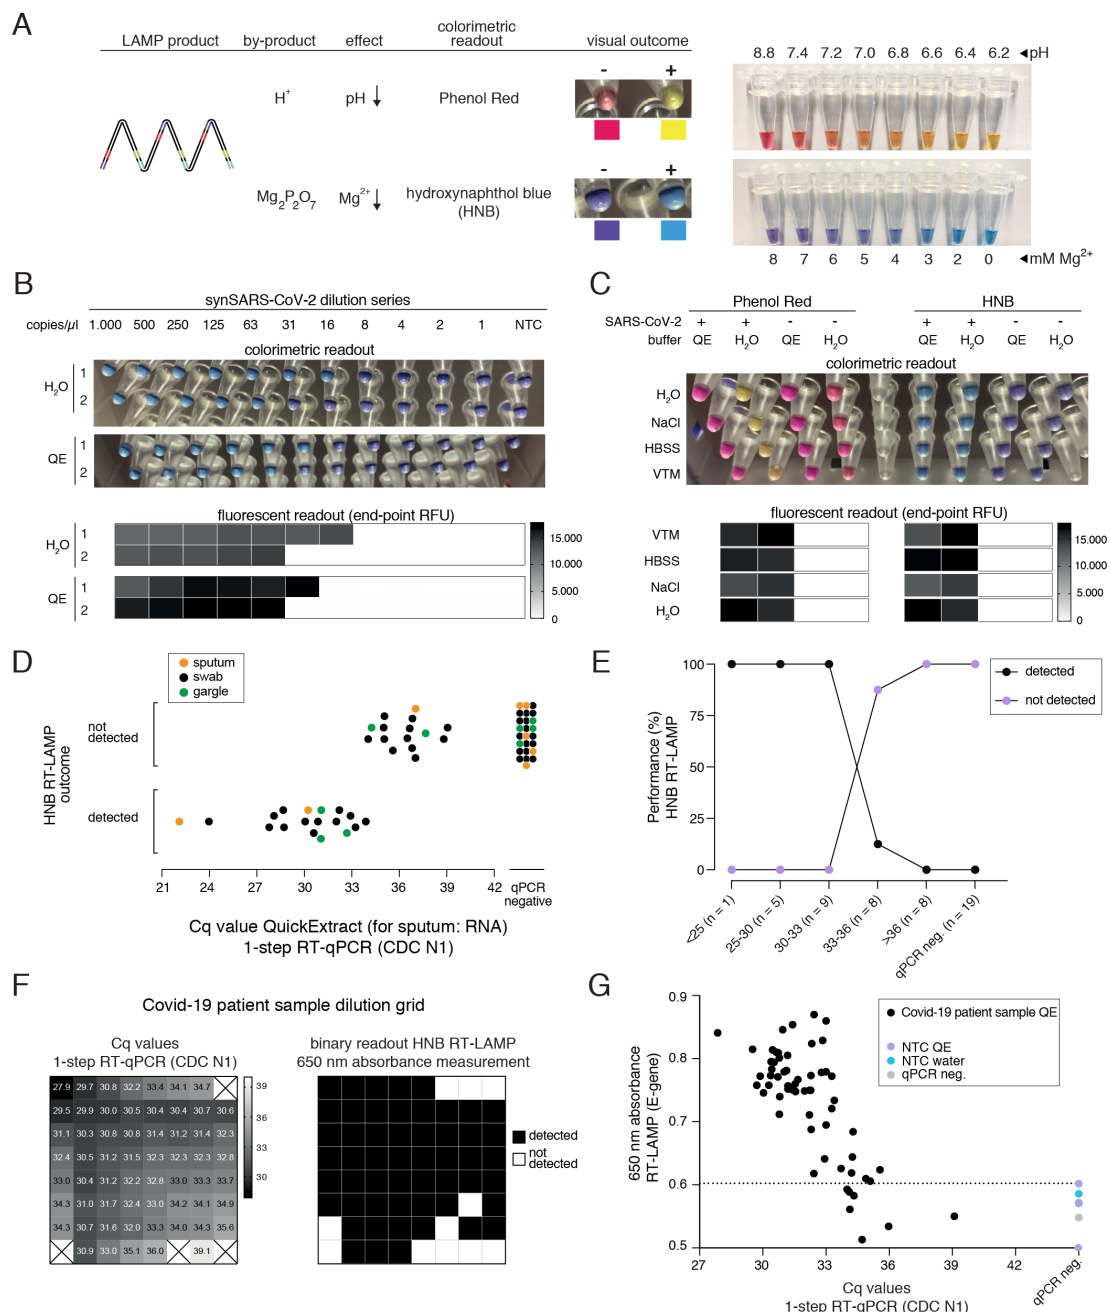 A
LAMP product by-product effect colorimetric readout visual outcome
- +
H+ pH ↓ Phenol Red
- +
Mg2P2O7 Mg2+ ↓ hydroxynaphthol blue (HNB)
8.8 7.4 7.2 7.0 6.8 6.6 6.4 6.2 ◄pH
8 7 6 5 4 3 2 0 ◄mM Mg2+
B
synSARS-CoV-2 dilution series
copies/µl 1.000 500 250 125 63 31 16 8 4 2 1 NTC
colorimetric readout
H2O 1
2
QE 1
2
fluorescent readout (end-point RFU)
H2O 1
2
QE 1
2
15.000
10.000
5.000
0
C
Phenol Red HNB
SARS-CoV-2 + + - - + + - -
buffer QE H2O QE H2O QE H2O QE H2O
colorimetric readout
H2O
NaCl
HBSS
VTM
fluorescent readout (end-point RFU)
VTM
HBSS
NaCl
H2O
15.000
10.000
5.000
0
D
sputum
swab
gargle
HNB RT-LAMP
outcome
not
detected
detected
21 24 27 30 33 36 39 42 qPCR
negative
Cq value QuickExtract (for sputum: RNA)
1-step RT-qPCR (CDC N1)
E
Performance (%)
HNB RT-LAMP
100
75
50
25
0
detected
not detected
<25 (n = 1)
25-30 (n = 5)
30-33 (n = 9)
33-36 (n = 8)
>36 (n = 8)
qPCR neg. (n = 19)
F
Covid-19 patient sample dilution grid
Cq values
1-step RT-qPCR (CDC N1)
27.9 29.7 30.8 32.2 33.4 34.1 34.7
29.5 29.9 30.0 30.5 30.4 30.4 30.7 30.6
31.1 30.3 30.8 30.8 31.4 31.2 31.4 32.3
32.4 30.5 31.2 31.5 32.3 32.3 32.3 32.8
33.0 30.4 31.2 32.2 32.8 33.0 33.3 33.7
34.3 31.0 31.7 32.4 33.0 34.2 34.1 34.9
34.3 30.7 31.6 32.0 33.3 34.0 34.3 35.6
30.9 33.0 35.1 36.0 39.1
39
36
33
30
binary readout HNB RT-LAMP
650 nm absorbance measurement
detected
not
detected
G
650 nm absorbance
RT-LAMP (E-gene)
0.9
0.8
0.7
0.6
0.5
Covid-19 patient sample QE
NTC QE
NTC water
qPCR neg.
27 30 33 36 39 42 qPCR neg.
Cq values
1-step RT-qPCR (CDC N1)